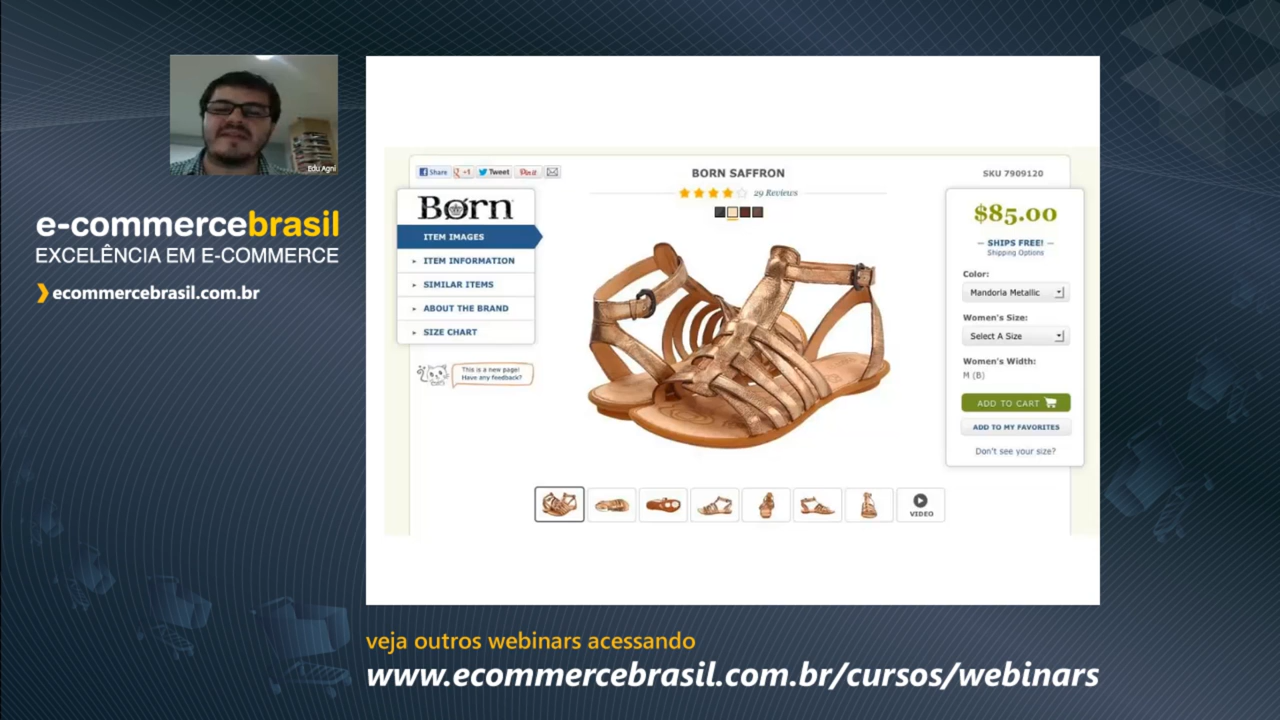 Edu Agni
e-commercebrasil
EXCELÊNCIA EM E-COMMERCE
ecommercebrasil.com.br
Share
+1
Tweet
Pin it
BORN SAFFRON
29 Reviews
SKU 7909120
Børn
ITEM IMAGES
ITEM INFORMATION
SIMILAR ITEMS
ABOUT THE BRAND
SIZE CHART
This is a new page!
Have any feedback?
$85.00
— SHIPS FREE! —
Shipping Options
Color:
Mandoria Metallic
Women's Size:
Select A Size
Women's Width:
M (B)
ADD TO CART
ADD TO MY FAVORITES
Don't see your size?
VIDEO
veja outros webinars acessando
www.ecommercebrasil.com.br/cursos/webinars